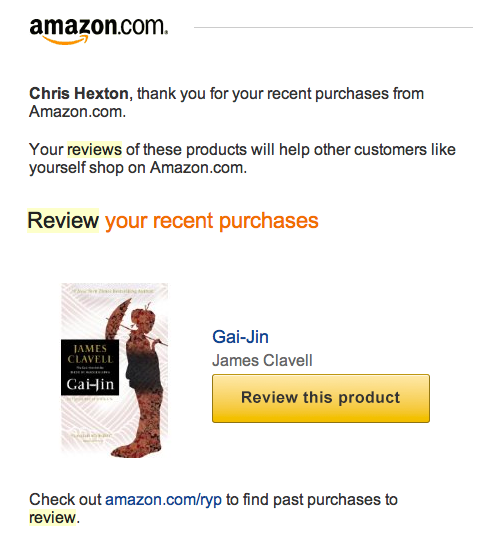 amazon.com
Chris Hexton, thank you for your recent purchases from
Amazon.com.
Your reviews of these products will help other customers like
yourself shop on Amazon.com.
Review your recent purchases
JAMES
CLAVELL
Gai-Jin
Gai-Jin
James Clavell
Review this product
Check out amazon.com/ryp to find past purchases to
review.